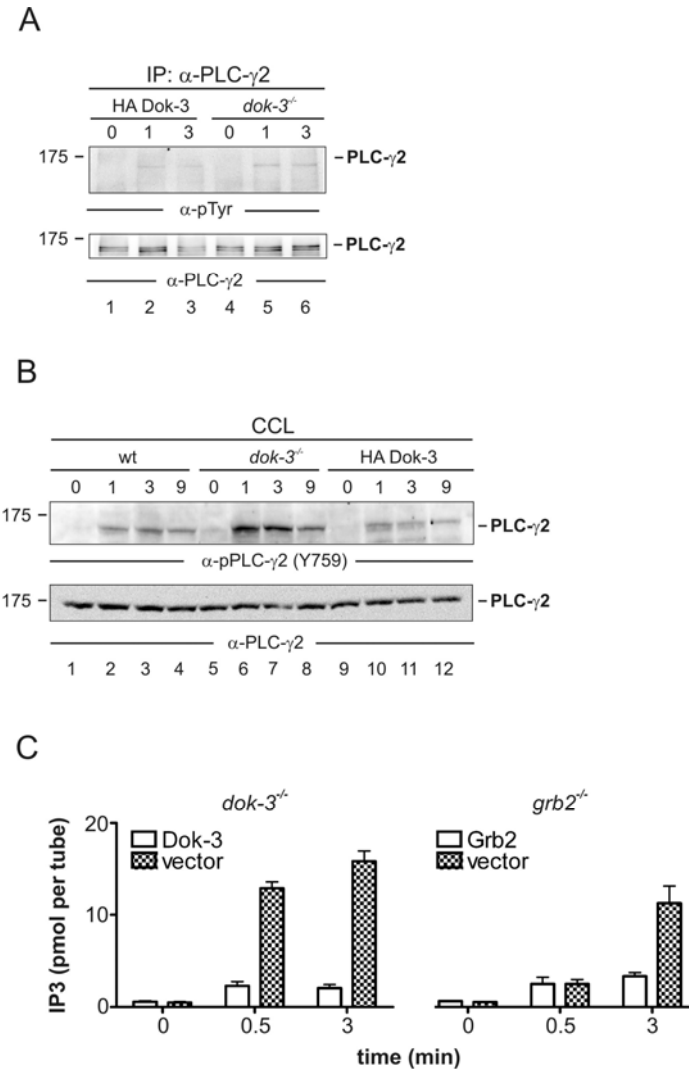 A
IP: α-PLC-γ2
HA Dok-3 dok-3-/-
0 1 3 0 1 3
175 PLC-γ2
α-pTyr
175 PLC-γ2
α-PLC-γ2
1 2 3 4 5 6
B
CCL
wt dok-3-/- HA Dok-3
0 1 3 9 0 1 3 9 0 1 3 9
175 PLC-γ2
α-pPLC-γ2 (Y759)
175 PLC-γ2
α-PLC-γ2
1 2 3 4 5 6 7 8 9 10 11 12
C
dok-3-/- grb2-/-
20
Dok-3 Grb2
vector vector
10
0
IP3 (pmol per tube)
0 0.5 3 0 0.5 3
time (min)